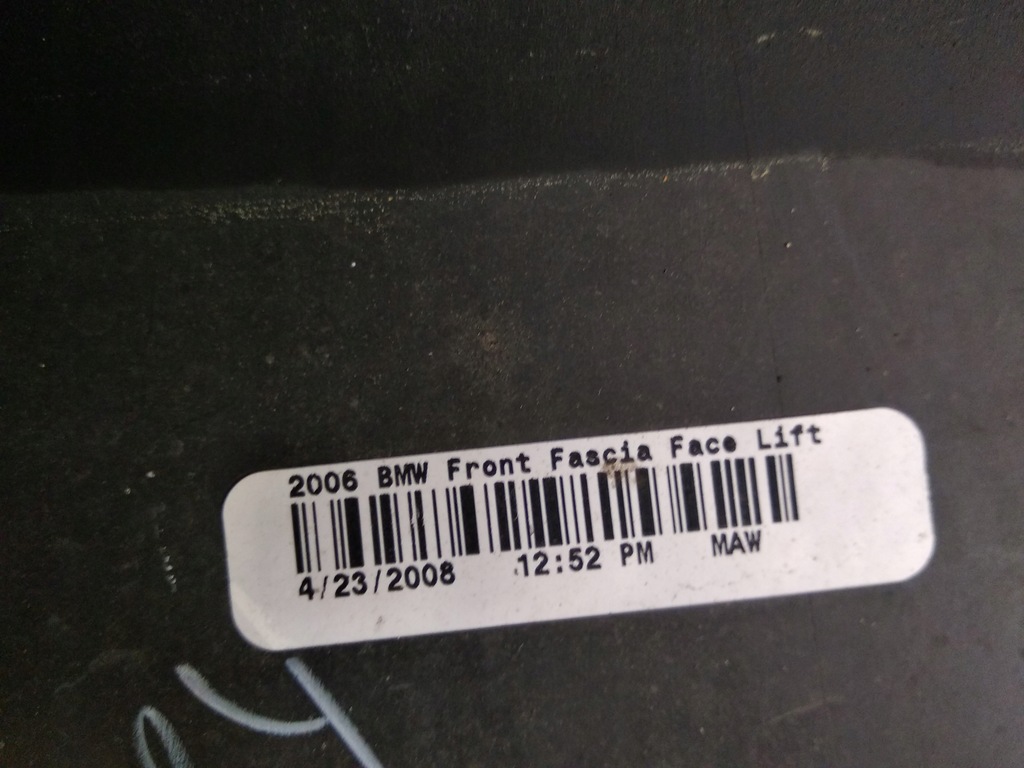 2006 BMW Front Fascia Face Lift
4/23/2008 12:52 PM MAW